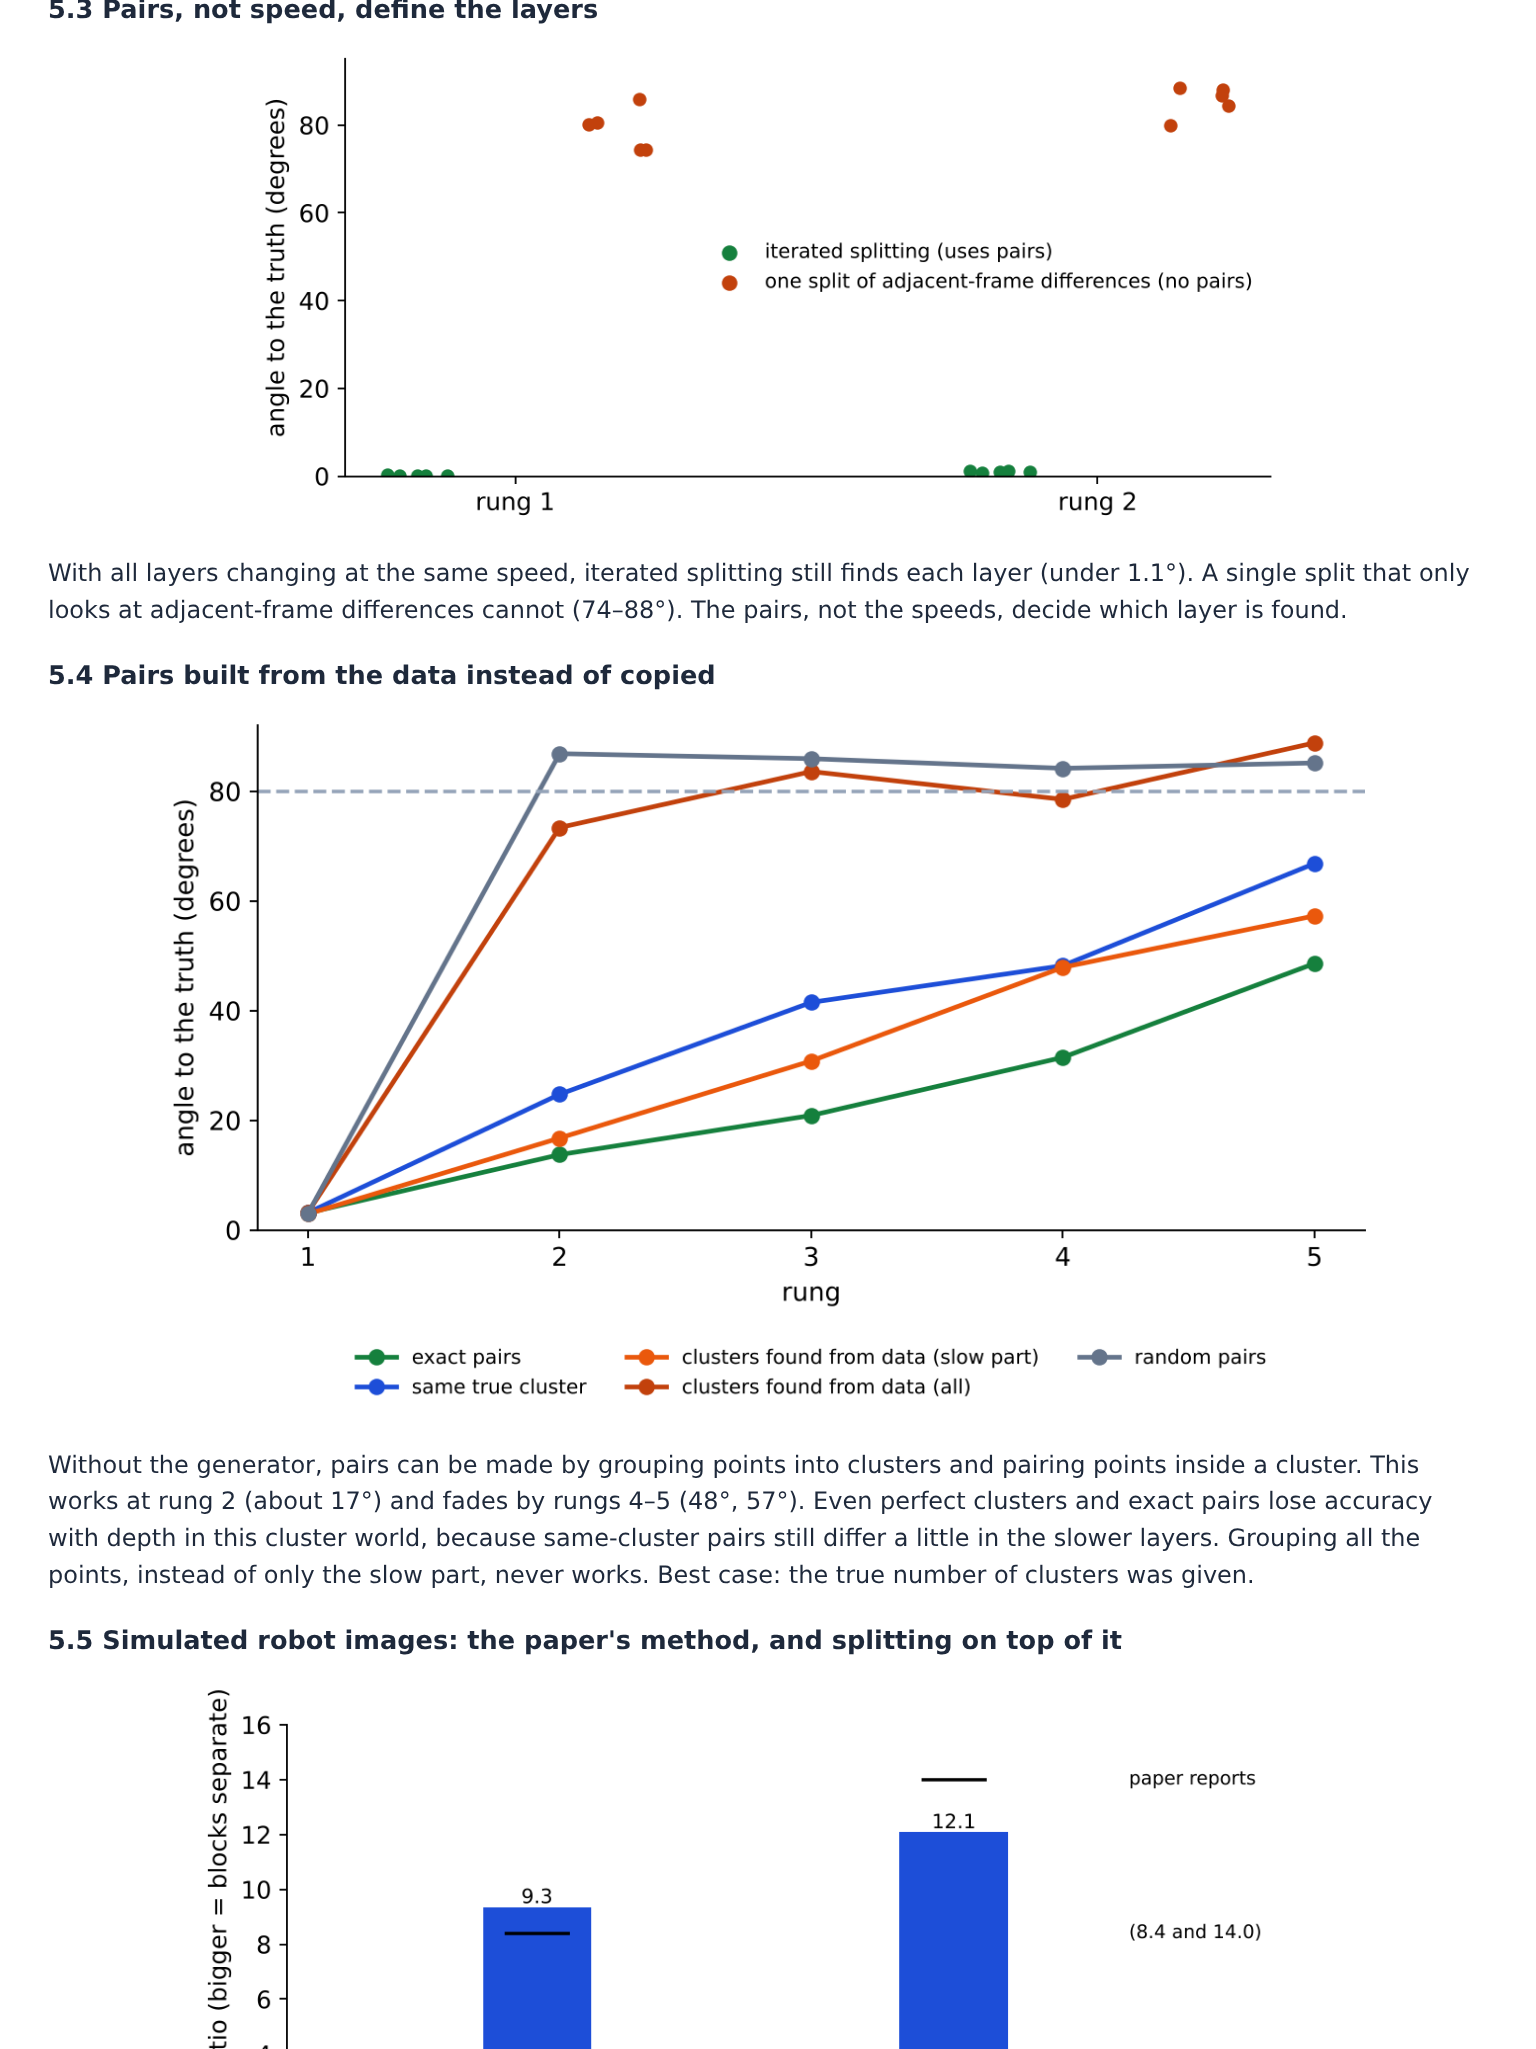 5.3 Pairs, not speed, define the layers
angle to the truth (degrees)
80
60
40
20
0
iterated splitting (uses pairs)
one split of adjacent-frame differences (no pairs)
rung 1
rung 2
With all layers changing at the same speed, iterated splitting still finds each layer (under 1.1°). A single split that only
looks at adjacent-frame differences cannot (74–88°). The pairs, not the speeds, decide which layer is found.
5.4 Pairs built from the data instead of copied
angle to the truth (degrees)
80
60
40
20
0
1
2
3
4
5
rung
exact pairs
same true cluster
clusters found from data (slow part)
clusters found from data (all)
random pairs
Without the generator, pairs can be made by grouping points into clusters and pairing points inside a cluster. This
works at rung 2 (about 17°) and fades by rungs 4–5 (48°, 57°). Even perfect clusters and exact pairs lose accuracy
with depth in this cluster world, because same-cluster pairs still differ a little in the slower layers. Grouping all the
points, instead of only the slow part, never works. Best case: the true number of clusters was given.
5.5 Simulated robot images: the paper's method, and splitting on top of it
tio (bigger = blocks separate)
16
14
12
10
8
6
9.3
12.1
paper reports
(8.4 and 14.0)